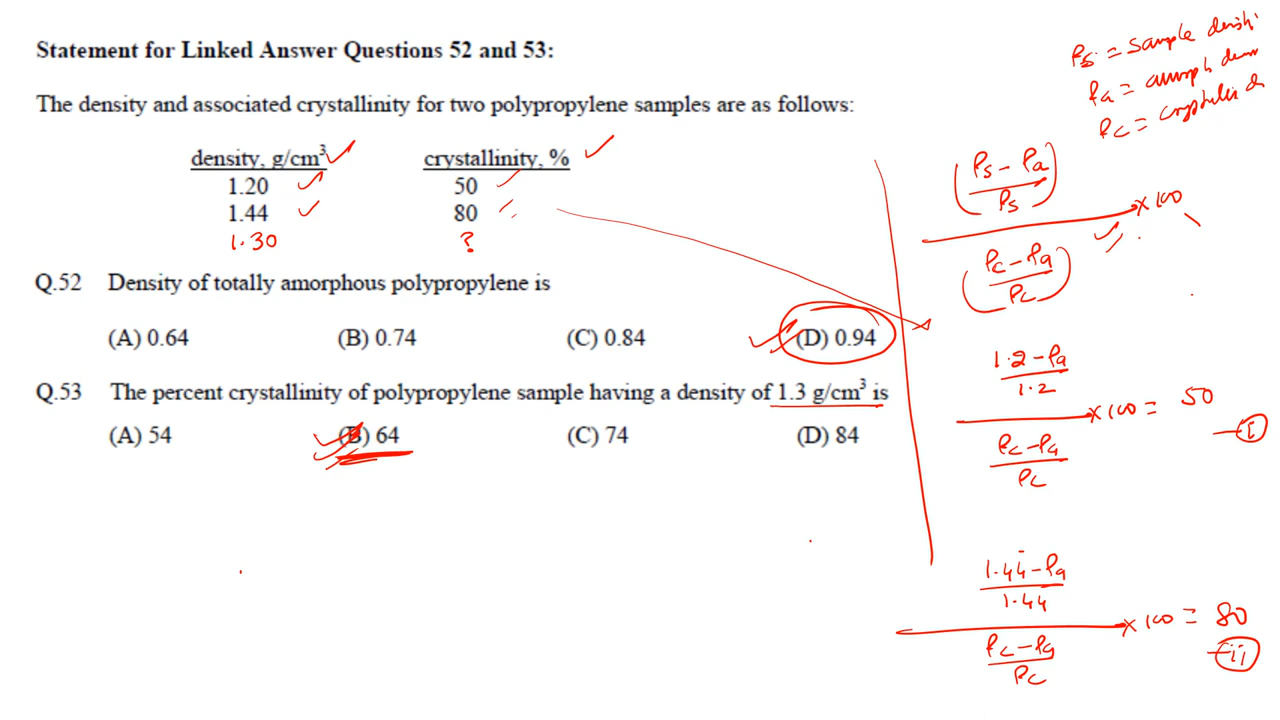 Statement for Linked Answer Questions 52 and 53:
The density and associated crystallinity for two polypropylene samples are as follows:
density, g/cm³ crystallinity, %
1.20 50
1.44 80
1.30 ?
Q.52 Density of totally amorphous polypropylene is
(A) 0.64 (B) 0.74 (C) 0.84 (D) 0.94
Q.53 The percent crystallinity of polypropylene sample having a density of 1.3 g/cm³ is
(A) 54 (B) 64 (C) 74 (D) 84
ρs = sample densi
ρa = amorph
ρc =
(ρs - ρa
ρs)
× 100
(ρc - ρa
ρc)
1.2 - ρa
1.2
× 100 = 50
ρc - ρa
ρc
i
1.44 - ρa
1.44
× 100 = 80
ρc - ρa
ρc
ii